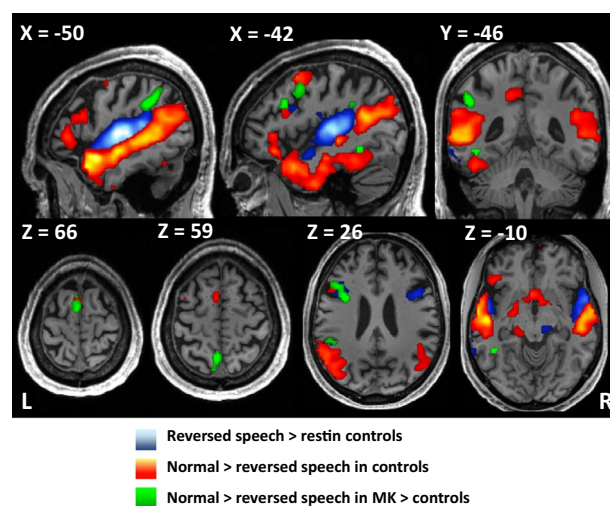 X = -50 X = -42 Y = -46
Z = 66 Z = 59 Z = 26 Z = -10
L R
Reversed speech > restin controls
Normal > reversed speech in controls
Normal > reversed speech in MK > controls